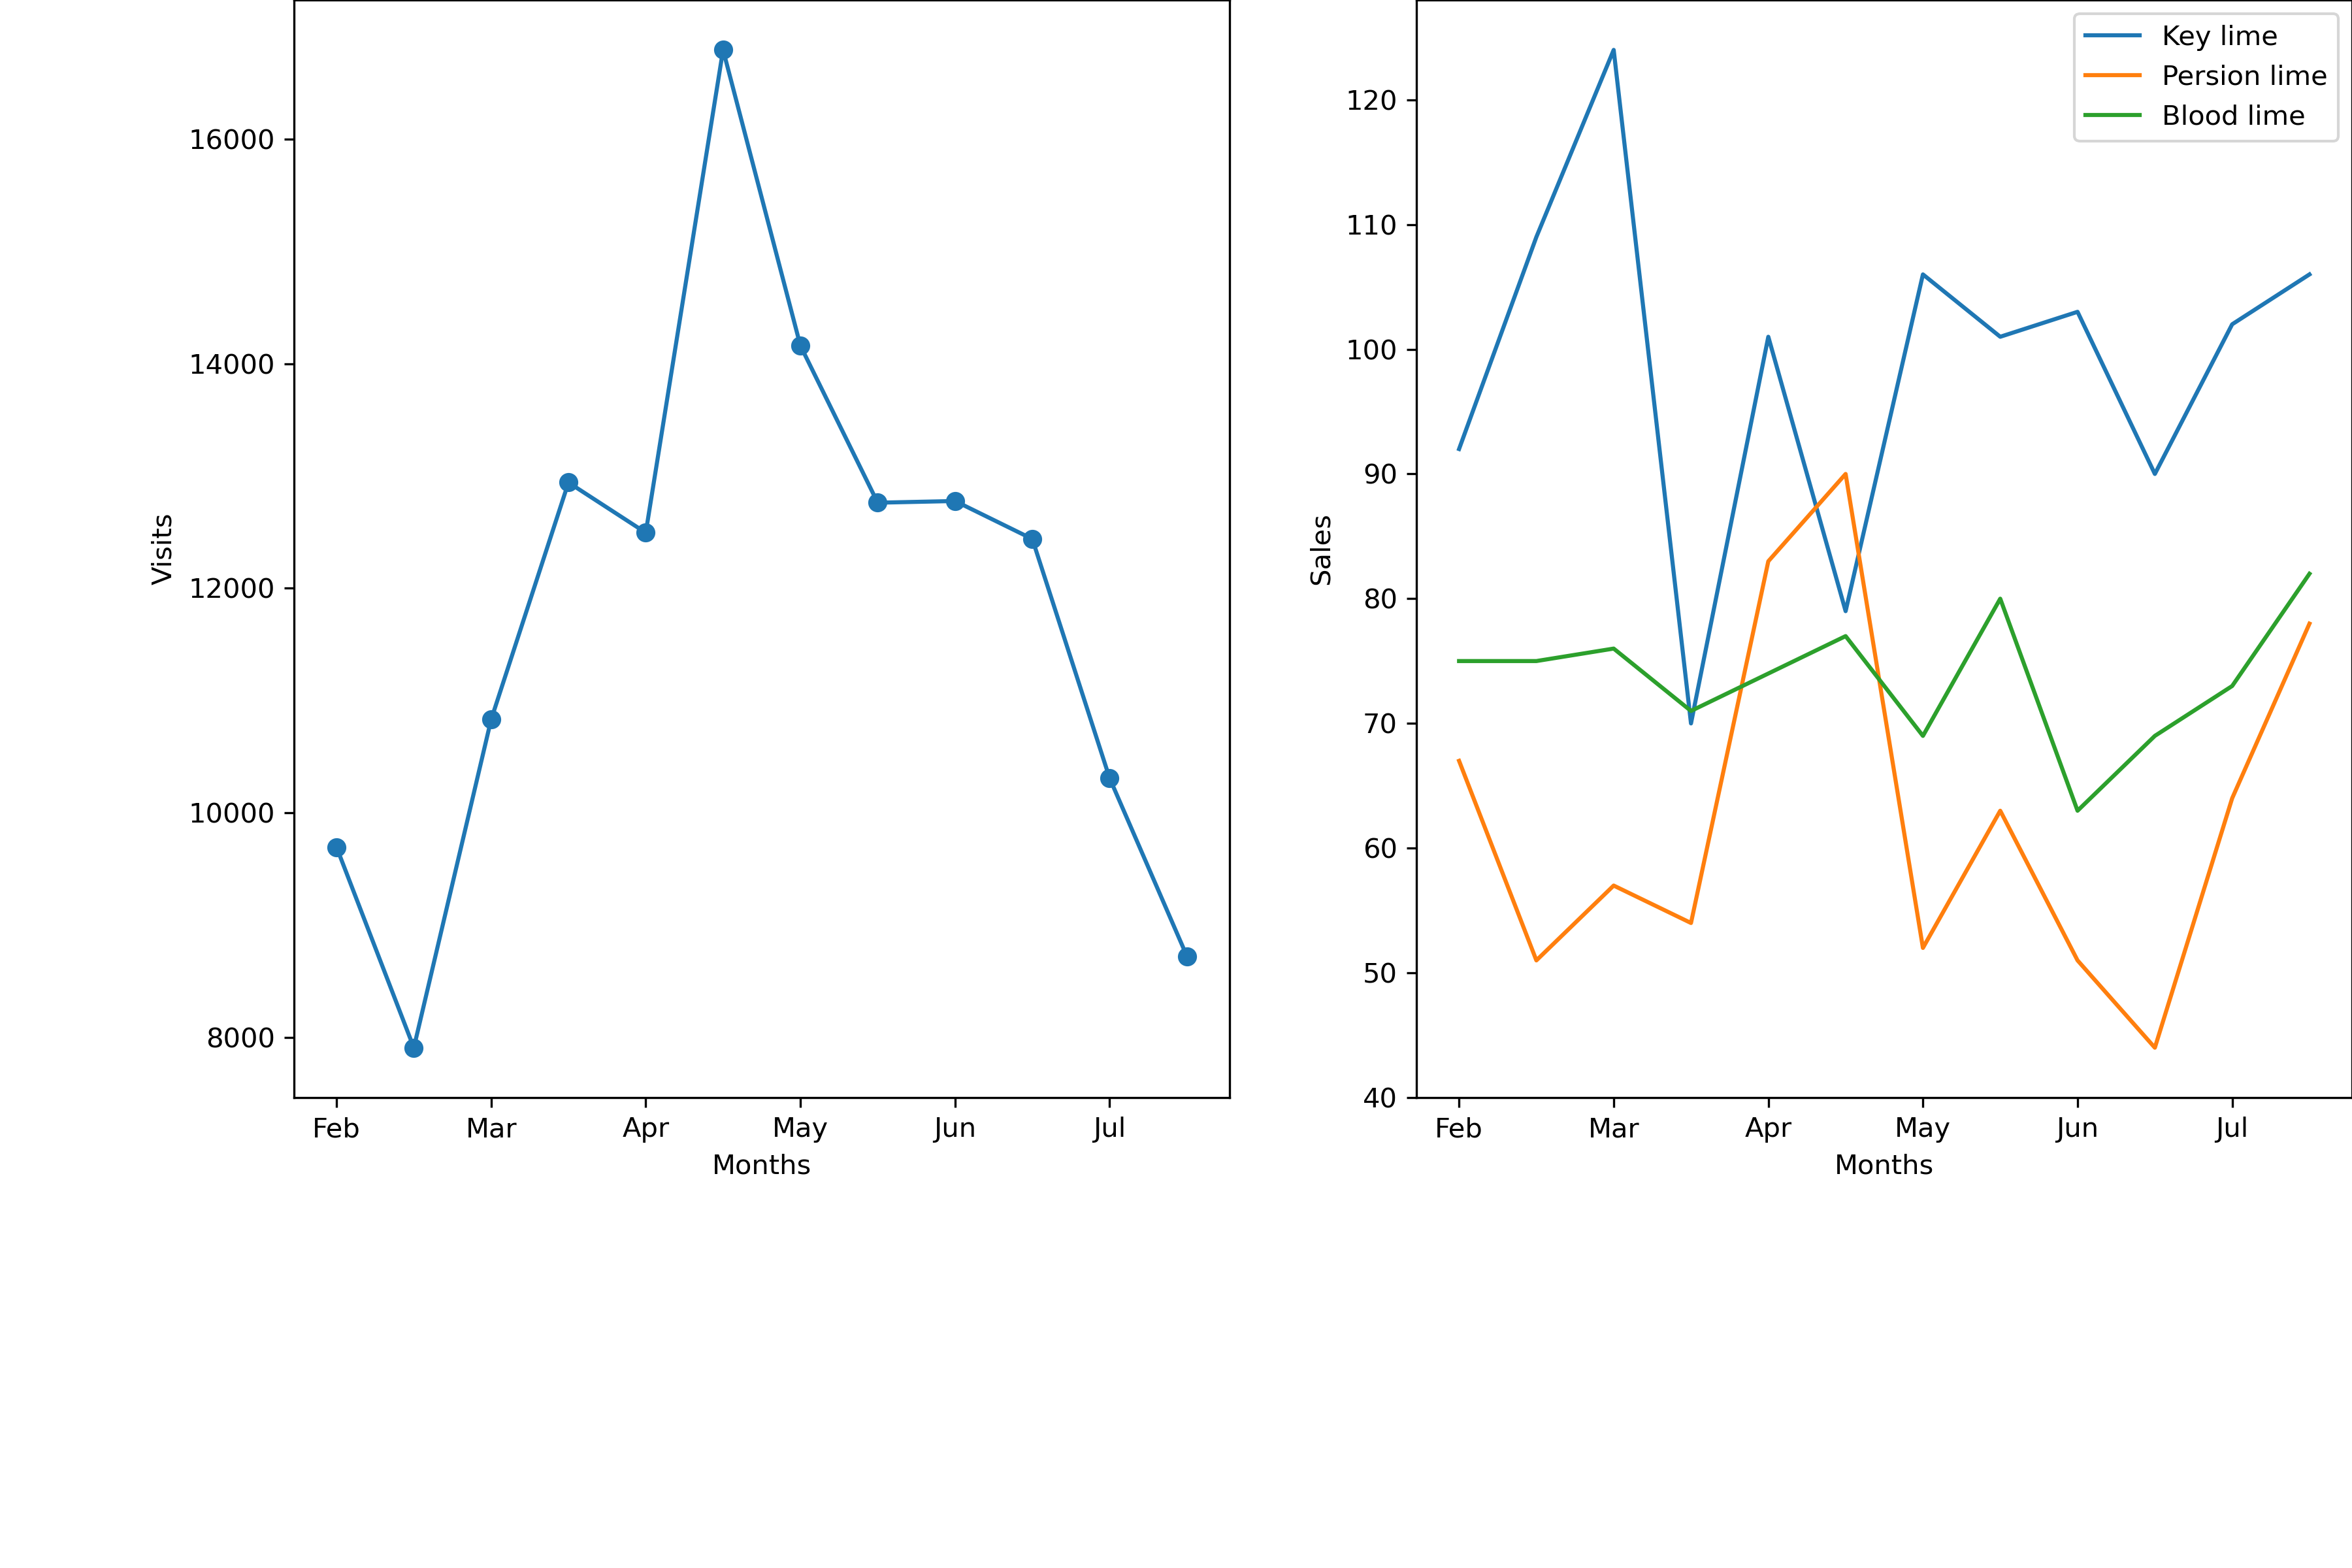 16000
14000
12000
10000
8000
Visits
Feb Mar Apr May Jun Jul
Months
Key lime
Persion lime
Blood lime
120
110
100
90
80
70
60
50
40
Sales
Feb Mar Apr May Jun Jul
Months